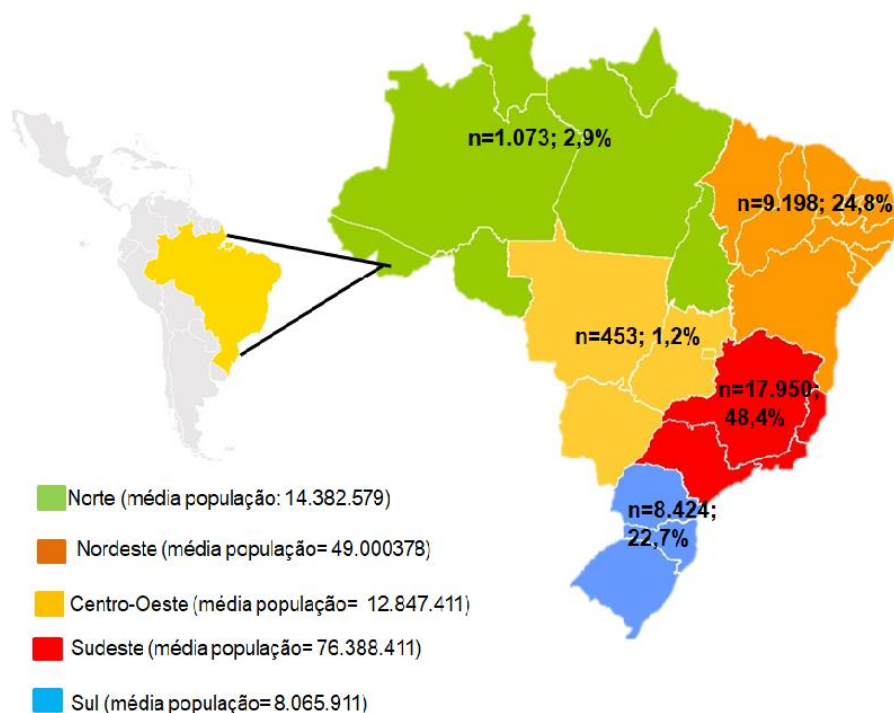 n=1.073; 2,9%
n=9.198; 24,8%
n=453; 1,2%
n=17.950;
48,4%
n=8.424;
22,7%
Norte (média população: 14.382.579)
Nordeste (média população= 49.000378)
Centro-Oeste (média população= 12.847.411)
Sudeste (média população= 76.388.411)
Sul (média população= 8.065.911)